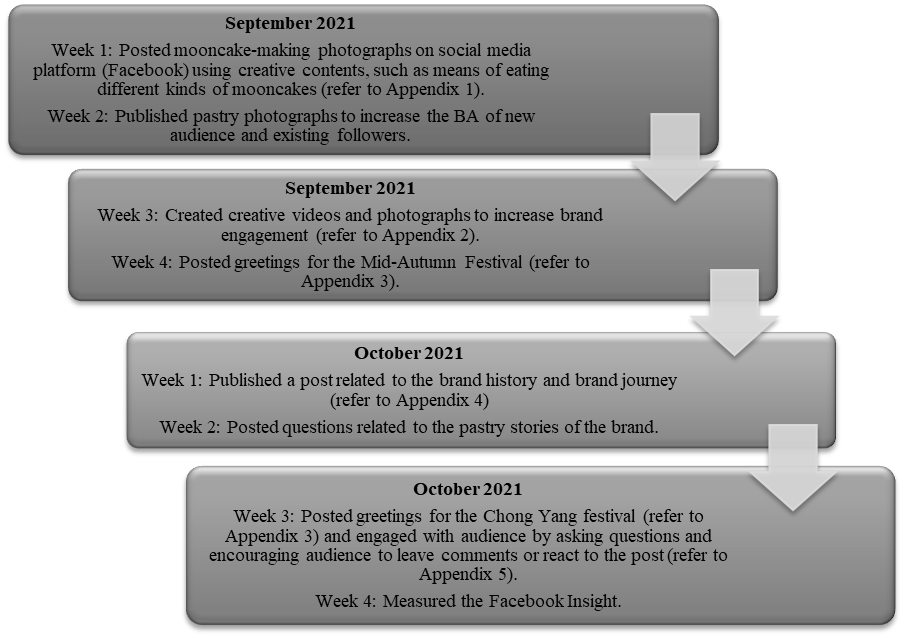 September 2021
Week 1: Posted mooncake-making photographs on social media
platform (Facebook) using creative contents, such as means of eating
different kinds of mooncakes (refer to Appendix 1).
Week 2: Published pastry photographs to increase the BA of new
audience and existing followers.
September 2021
Week 3: Created creative videos and photographs to increase brand
engagement (refer to Appendix 2).
Week 4: Posted greetings for the Mid-Autumn Festival (refer to
Appendix 3).
October 2021
Week 1: Published a post related to the brand history and brand journey
(refer to Appendix 4)
Week 2: Posted questions related to the pastry stories of the brand.
October 2021
Week 3: Posted greetings for the Chong Yang festival (refer to
Appendix 3) and engaged with audience by asking questions and
encouraging audience to leave comments or react to the post (refer to
Appendix 5).
Week 4: Measured the Facebook Insight.